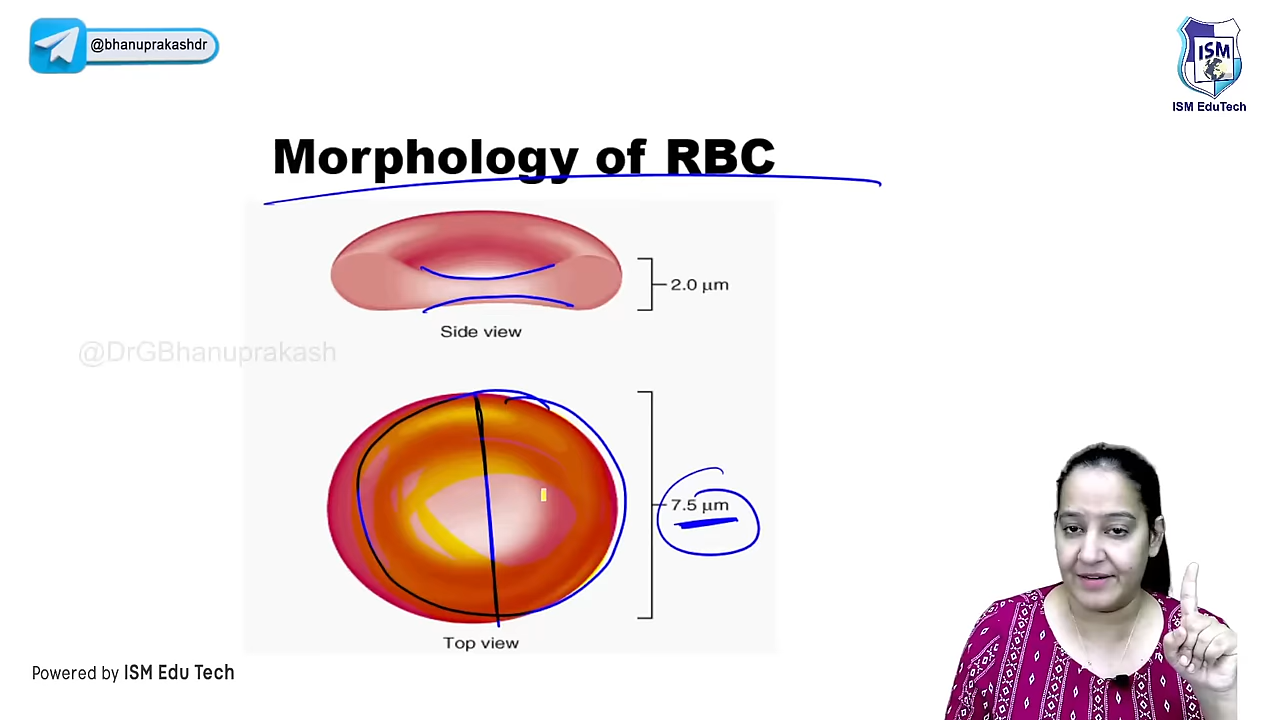 @bhanuprakashdr
ISM
ISM EduTech
Morphology of RBC
2.0 μm
Side view
@DrGBhanuprakash
7.5 μm
Top view
Powered by ISM Edu Tech